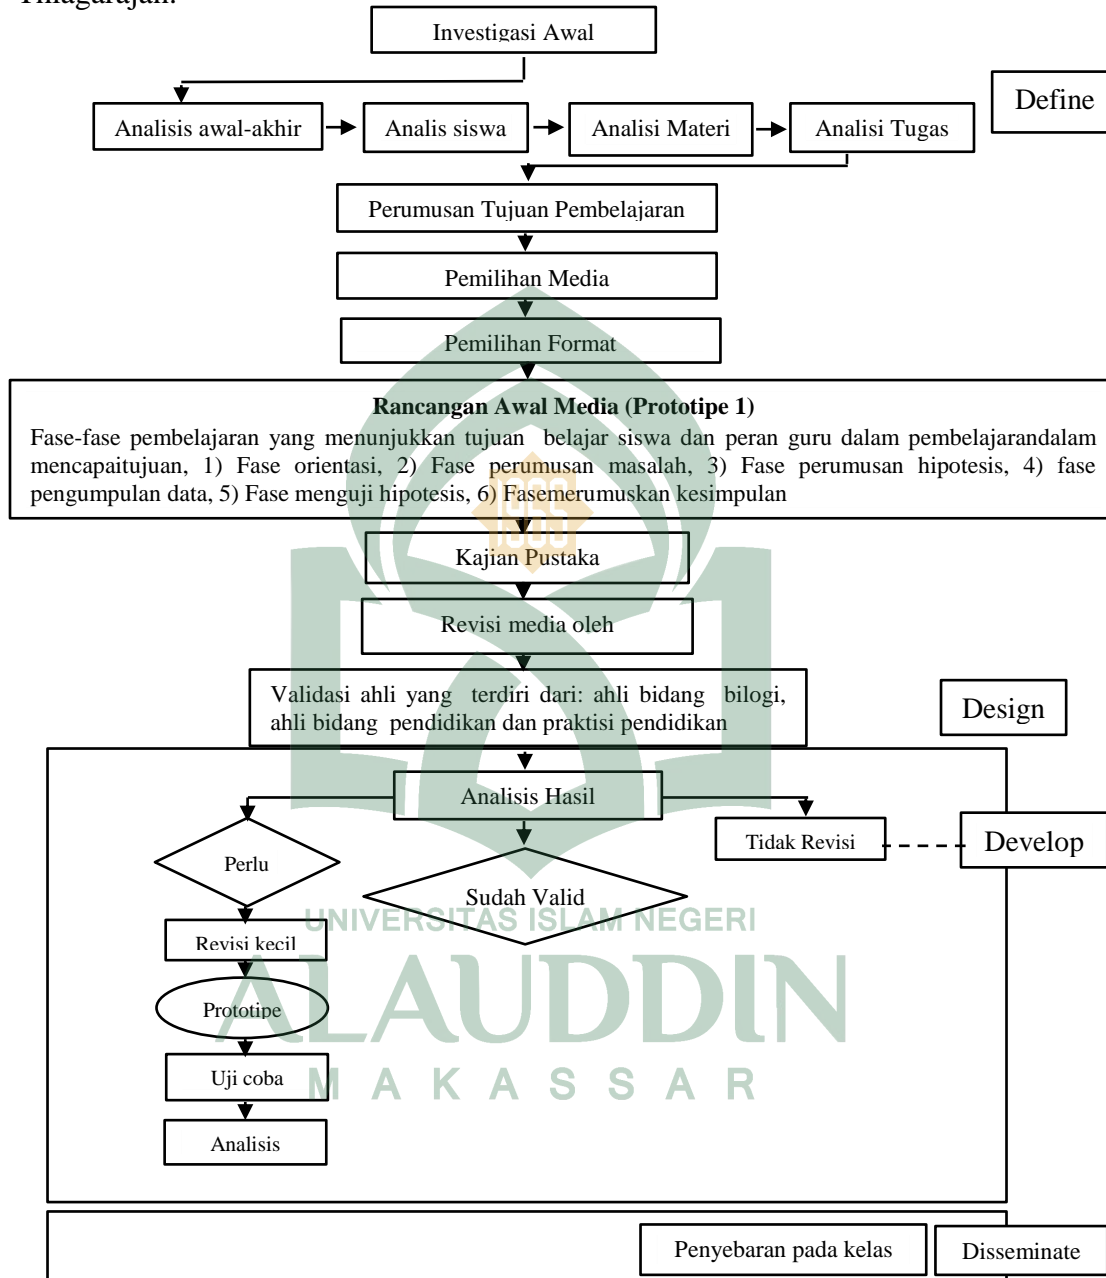 Thiagarajan.
Investigasi Awal
Define
Analisis awal-akhir
Analis siswa
Analisi Materi
Analisi Tugas
Perumusan Tujuan Pembelajaran
Pemilihan Media
Pemilihan Format
Rancangan Awal Media (Prototipe 1)
Fase-fase pembelajaran yang menunjukkan tujuan belajar siswa dan peran guru dalam pembelajarandalam
mencapaitujuan, 1) Fase orientasi, 2) Fase perumusan masalah, 3) Fase perumusan hipotesis, 4) fase
pengumpulan data, 5) Fase menguji hipotesis, 6) Fasemerumuskan kesimpulan
Kajian Pustaka
Revisi media oleh
Validasi ahli yang terdiri dari: ahli bidang bilogi,
ahli bidang pendidikan dan praktisi pendidikan
Design
Analisis Hasil
Tidak Revisi
Develop
Perlu
Sudah Valid
UNIVERSITAS ISLAM NEGERI
Revisi kecil
ALAUDDIN
Prototipe
Uji coba
MAKASSAR
Analisis
Penyebaran pada kelas
Disseminate